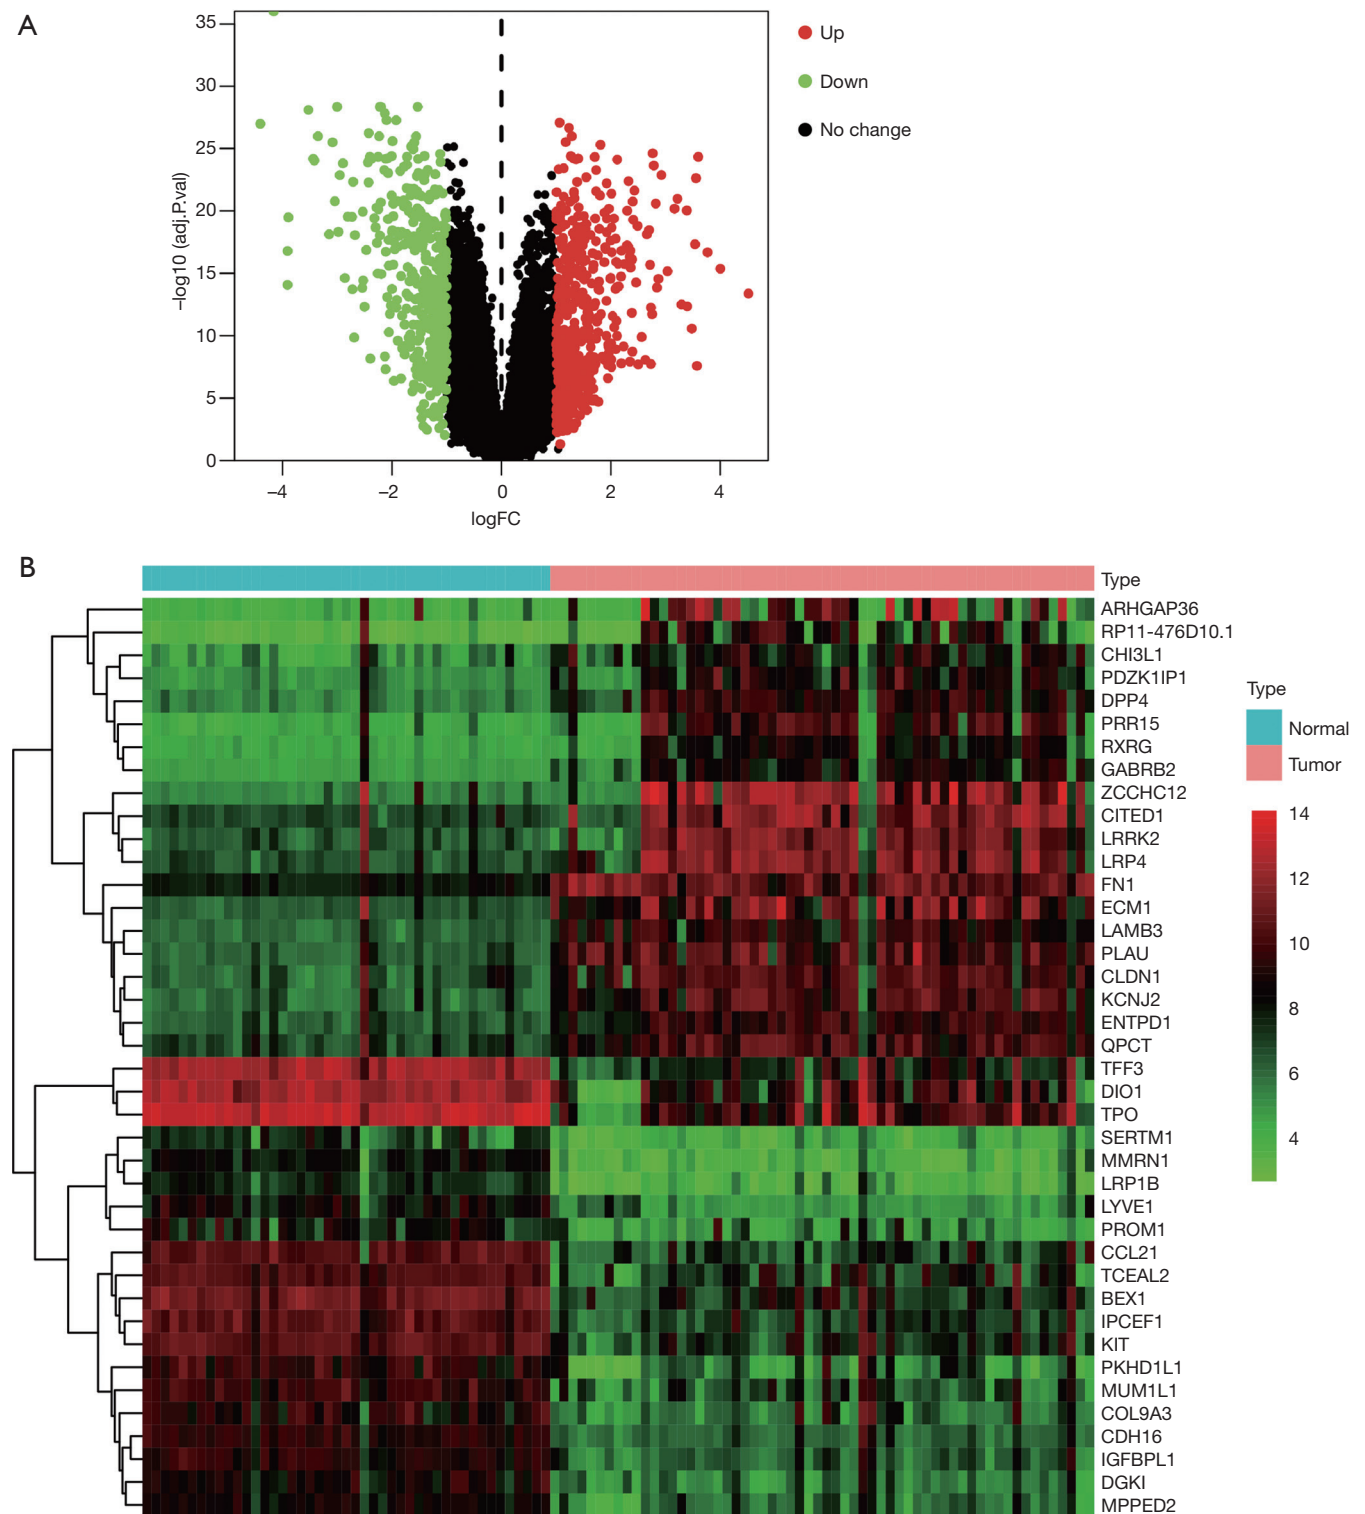 A
35
30
25
20
15
10
5
0
−log10 (adj.P.val)
−4
−2
0
2
4
logFC
Up
Down
No change
B
Type
ARHGAP36
RP11-476D10.1
CHI3L1
PDZK1IP1
DPP4
PRR15
RXRG
GABRB2
ZCCHC12
CITED1
LRRK2
LRP4
FN1
ECM1
LAMB3
PLAU
CLDN1
KCNJ2
ENTPD1
QPCT
TFF3
DIO1
TPO
SERTM1
MMRN1
LRP1B
LYVE1
PROM1
CCL21
TCEAL2
BEX1
IPCEF1
KIT
PKHD1L1
MUM1L1
COL9A3
CDH16
IGFBPL1
DGKI
MPPED2
Type
Normal
Tumor
14
12
10
8
6
4